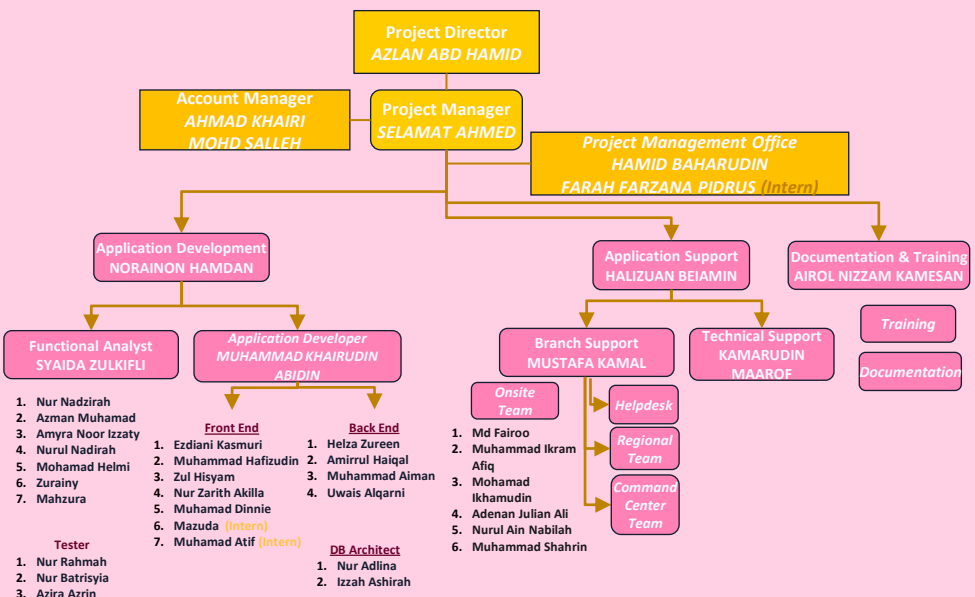 Project Director
AZLAN ABD HAMID
Account Manager
AHMAD KHAIRI
MOHD SALLEH
Project Manager
SELAMAT AHMED
Project Management Office
HAMID BAHARUDIN
FARAH FARZANA PIDRUS (Intern)
Application Development
NORAINON HAMDAN
Application Support
HALIZUAN BEIAMIN
Documentation & Training
AIROL NIZZAM KAMESAN
Functional Analyst
SYAIDA ZULKIFLI
Application Developer
MUHAMMAD KHAIRUDIN
ABIDIN
Branch Support
MUSTAFA KAMAL
Technical Support
KAMARUDIN
MAAROF
Training
Documentation
1. Nur Nadzirah
2. Azman Muhamad
3. Amyra Noor Izzaty
4. Nurul Nadirah
5. Mohamad Helmi
6. Zurainy
7. Mahzura
Tester
1. Nur Rahmah
2. Nur Batrisyia
3. Azira Azrin
Front End
1. Ezdiani Kasmuri
2. Muhammad Hafizudin
3. Zul Hisyam
4. Nur Zarith Akilla
5. Muhamad Dinnie
6. Mazuda (Intern)
7. Muhamad Atif (Intern)
Back End
1. Helza Zureen
2. Amirrul Haiqal
3. Muhammad Aiman
4. Uwais Alqarni
DB Architect
1. Nur Adlina
2. Izzah Ashirah
Onsite
Team
1. Md Fairoo
2. Muhammad Ikram
Afiq
3. Mohamad
Ikhamudin
4. Adenan Julian Ali
5. Nurul Ain Nabilah
6. Muhammad Shahrin
Helpdesk
Regional
Team
Command
Center
Team